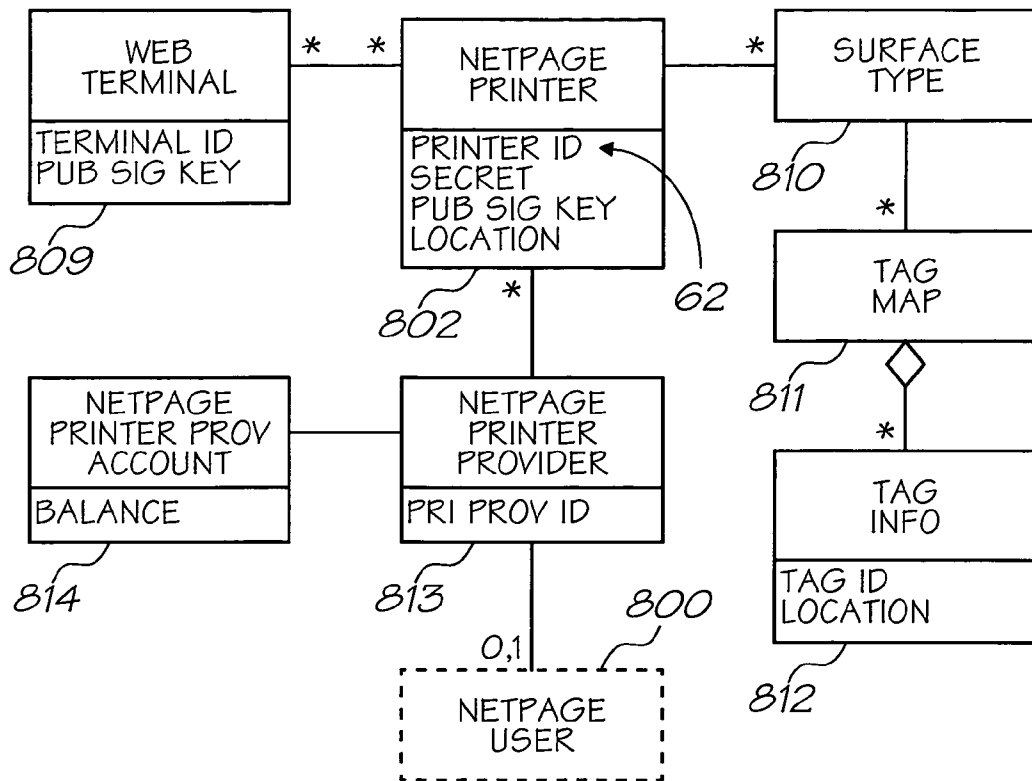 WEB
TERMINAL
TERMINAL ID
PUB SIG KEY
809
*
*
NETPAGE
PRINTER
PRINTER ID
SECRET
PUB SIG KEY
LOCATION
802
62
*
*
SURFACE
TYPE
810
*
TAG
MAP
811
*
TAG
INFO
TAG ID
LOCATION
812
NETPAGE
PRINTER PROV
ACCOUNT
BALANCE
814
NETPAGE
PRINTER
PROVIDER
PRI PROV ID
813
0,1
800
NETPAGE
USER